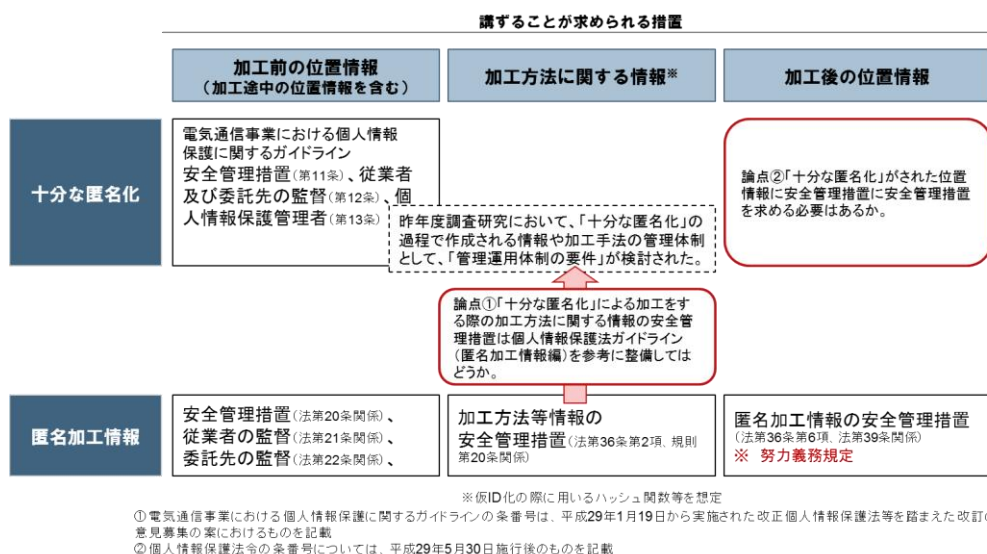 講ずることが求められる措置
加工前の位置情報
（加工途中の位置情報を含む）
加工方法に関する情報※
加工後の位置情報
十分な匿名化
電気通信事業における個人情報
保護に関するガイドライン
安全管理措置(第11条)、従業者
及び委託先の監督(第12条)、個
人情報保護管理者(第13条)
昨年度調査研究において、「十分な匿名化」の
過程で作成される情報や加工手法の管理体制
として、「管理運用体制の要件」が検討された。
論点②「十分な匿名化」がされた位置
情報に安全管理措置に安全管理措置
を求める必要はあるか。
論点①「十分な匿名化」による加工をす
る際の加工方法に関する情報の安全管
理措置は個人情報保護法ガイドライン
(匿名加工情報編)を参考に整備しては
どうか。
匿名加工情報
安全管理措置(法第20条関係)、
従業者の監督(法第21条関係)、
委託先の監督(法第22条関係)、
加工方法等情報の
安全管理措置(法第36条第2項、規則
第20条関係)
匿名加工情報の安全管理措置
(法第36条第6項、法第39条関係)
※ 努力義務規定
※仮ID化の際に用いるハッシュ関数等を想定
①電気通信事業における個人情報保護に関するガイドラインの条番号は、平成29年1月19日から実施された改正個人情報保護法等を踏まえた改訂の
意見募集の案におけるものを記載
②個人情報保護法令の条番号については、平成29年5月30日施行後のものを記載